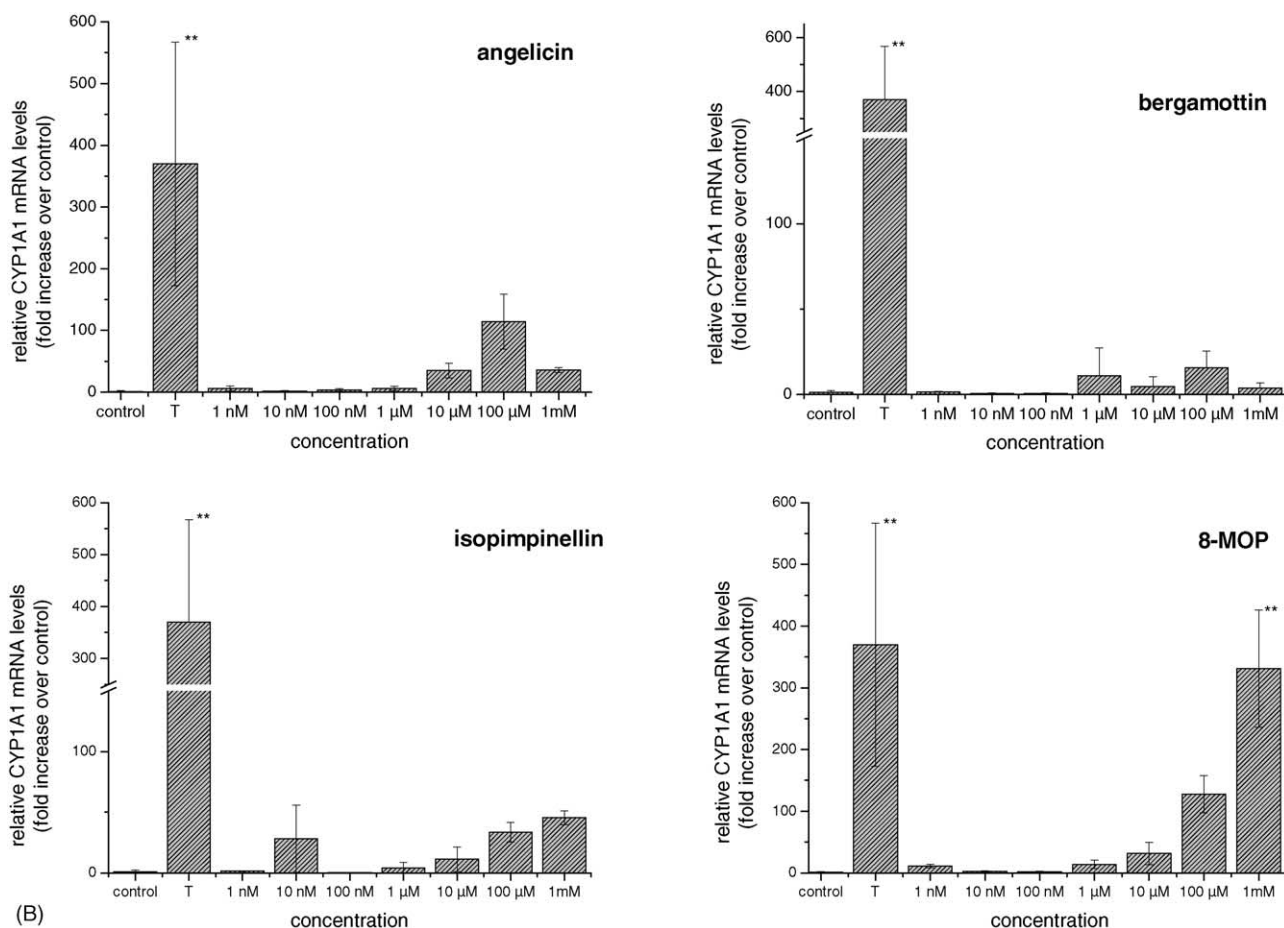 angelicin
relative CYP1A1 mRNA levels
(fold increase over control)
600
500
400
300
200
100
0
control T 1 nM 10 nM 100 nM 1 µM 10 µM 100 µM 1mM
concentration
bergamottin
relative CYP1A1 mRNA levels
(fold increase over control)
600
400
100
0
control T 1 nM 10 nM 100 nM 1 µM 10 µM 100 µM 1mM
concentration
isopimpinellin
relative CYP1A1 mRNA levels
(fold increase over control)
600
500
400
300
100
0
control T 1 nM 10 nM 100 nM 1 µM 10 µM 100 µM 1mM
concentration
8-MOP
relative CYP1A1 mRNA levels
(fold increase over control)
600
500
400
300
200
100
0
control T 1 nM 10 nM 100 nM 1 µM 10 µM 100 µM 1mM
concentration
**
**
**
**
**
(B)